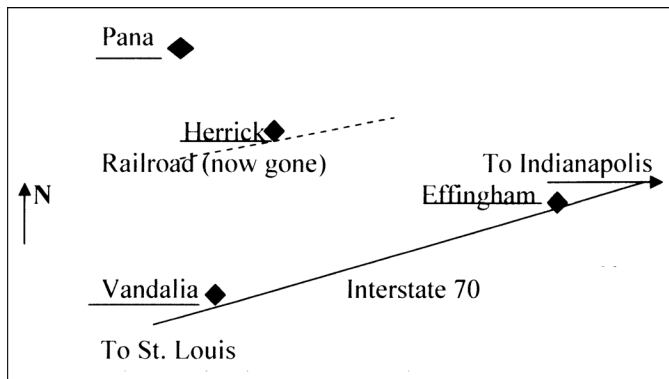 Pana
Herrick
Railroad (now gone)
To Indianapolis
N
Effingham
Vandalia
Interstate 70
To St. Louis